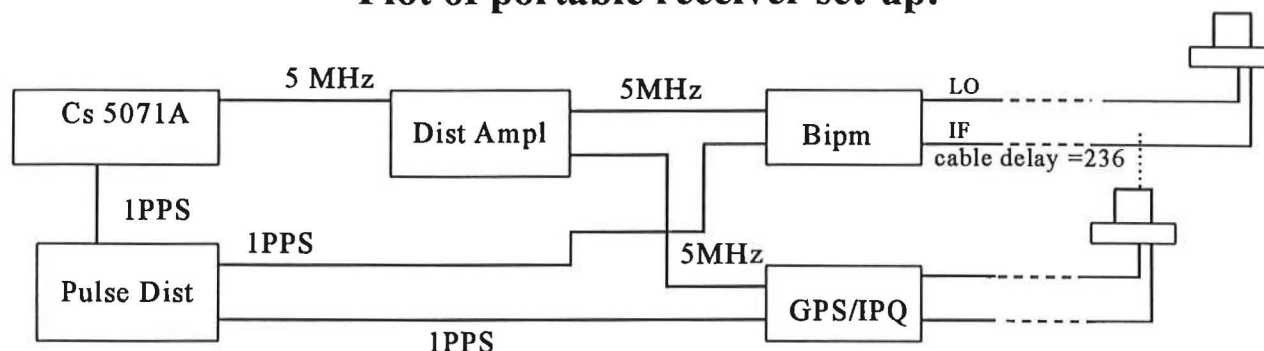 Plot of portable receiver set-up:
5 MHz
5MHz
LO
Cs 5071A
Dist Ampl
Bipm
IF
cable delay =236
1PPS
1PPS
5MHz
Pulse Dist
GPS/IPQ
1PPS